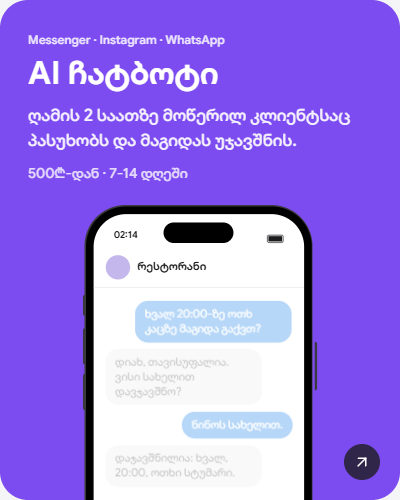 Messenger · Instagram · WhatsApp
AI ჩატბოტი
ღამის 2 საათზე მოწერილ კლიენტსაც
პასუხობს და მაგიდას უჯავშნის.
500₾-დან · 7-14 დღეში
02:14
რესტორანი
ხვალ 20:00-ზე ოთხ
კაცზე მაგიდა გაქვთ?
დიახ, თავისუფალია.
ვისი სახელით
დავჯავშნო?
ნინოს სახელით.
დაჯავშნილია: ხვალ,
20:00, ოთხი სტუმარი.